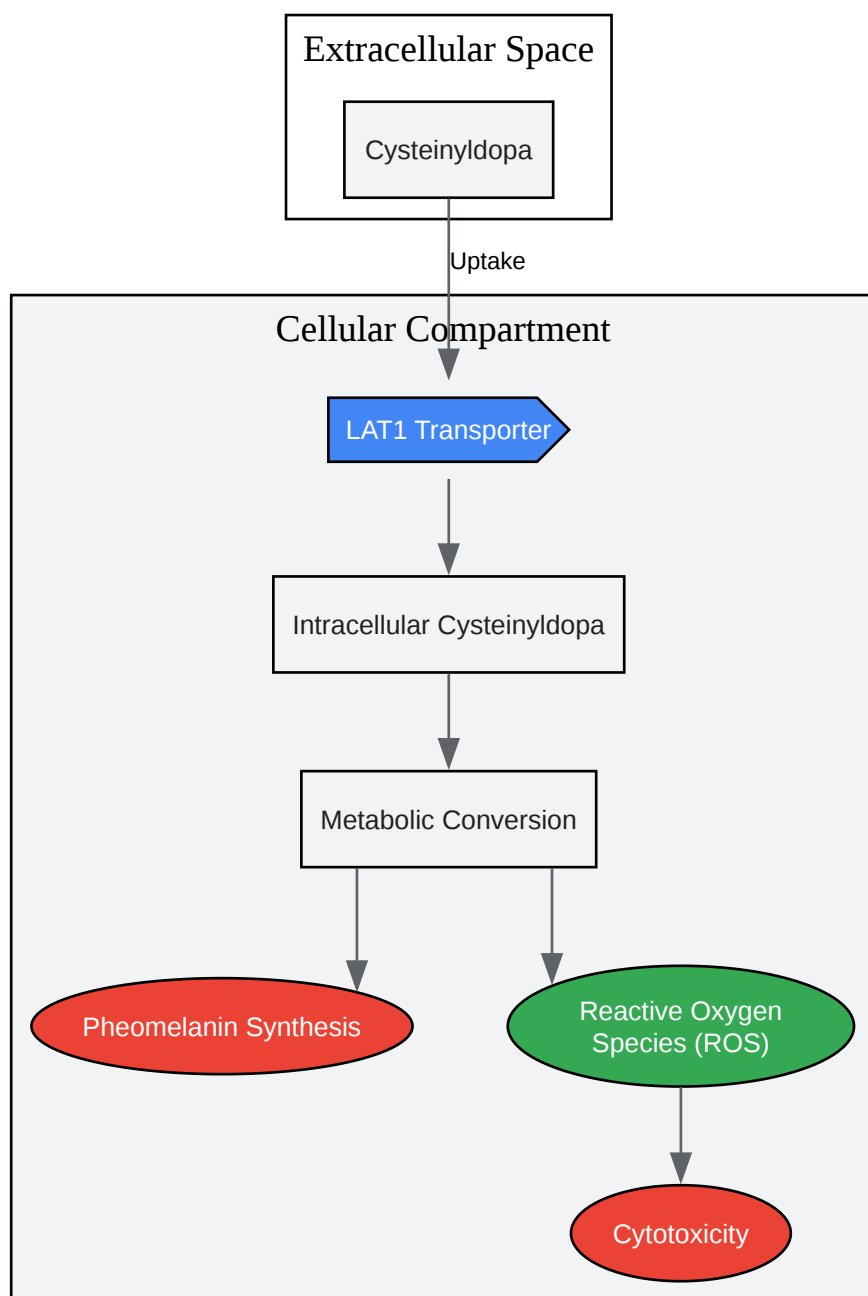 Extracellular Space
Cysteinyldopa
Uptake
Cellular Compartment
LAT1 Transporter
Intracellular Cysteinyldopa
Metabolic Conversion
Pheomelanin Synthesis
Reactive Oxygen
Species (ROS)
Cytotoxicity